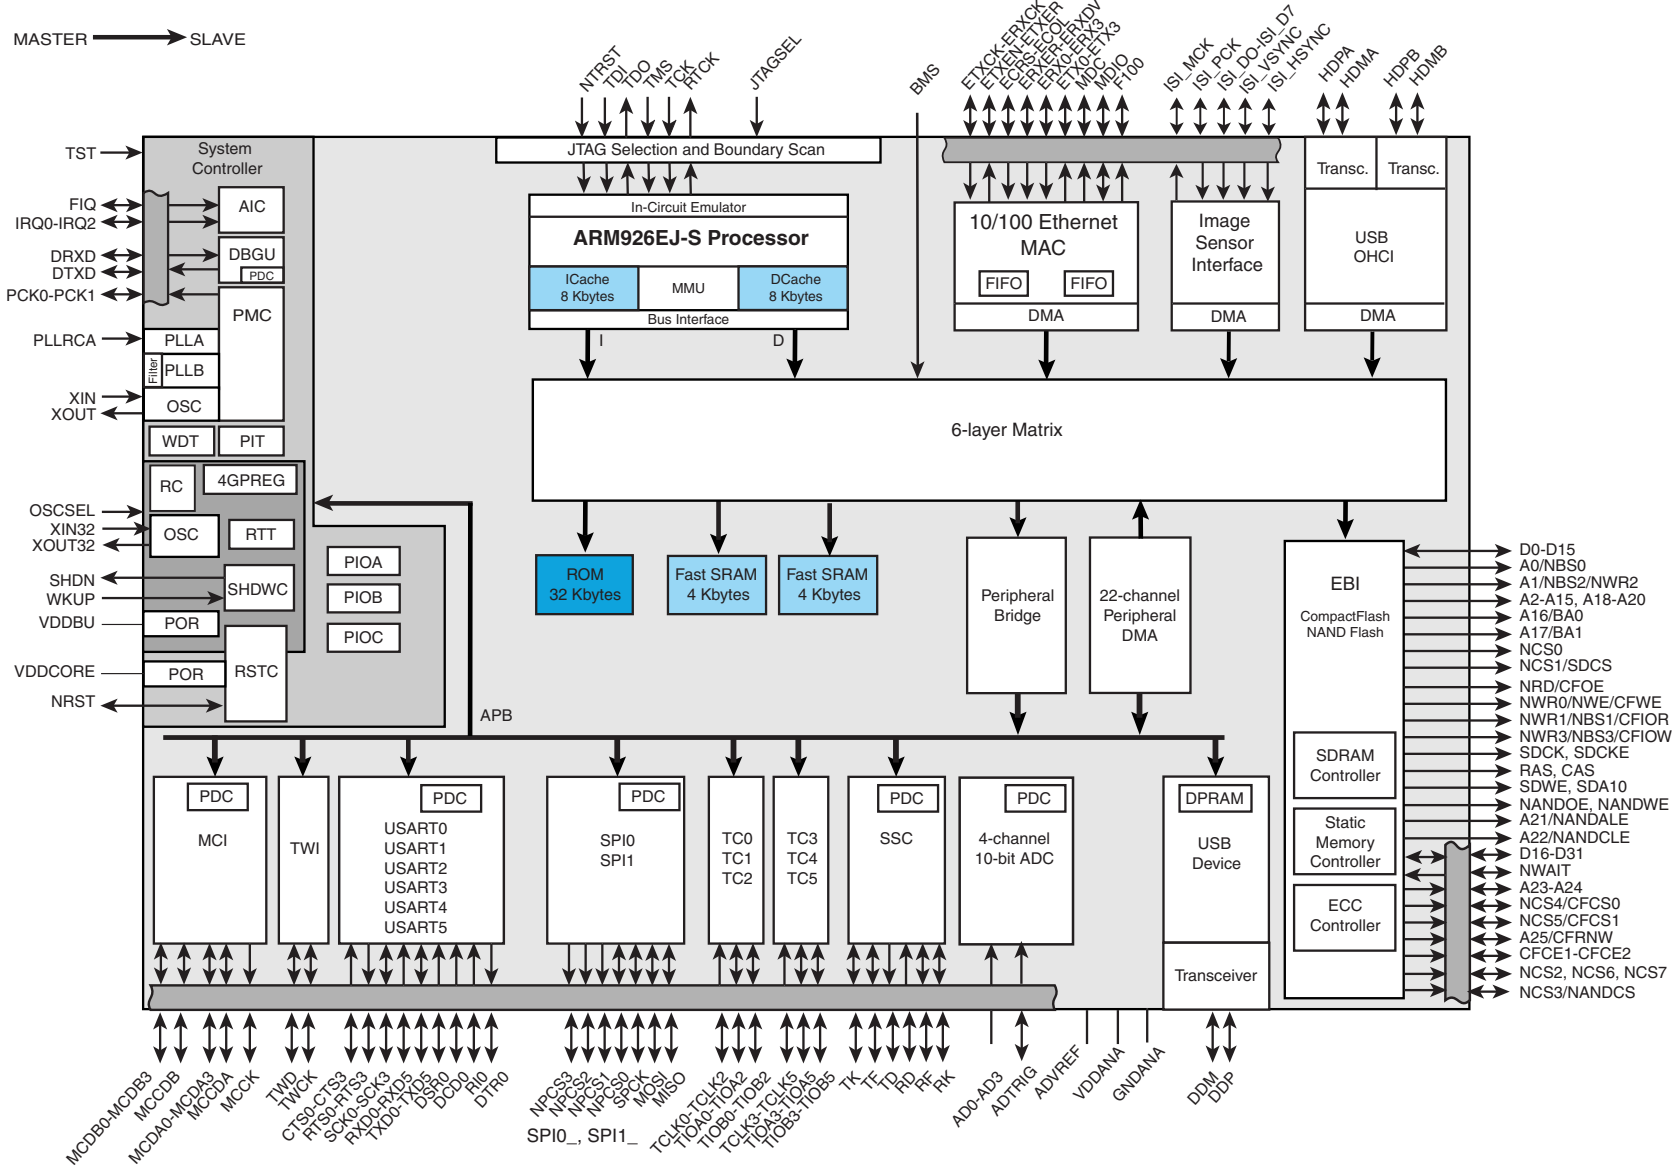 MASTER
SLAVE
NTRST
TDI
TDO
TMS
TCK
RTCK
JTAGSEL
BMS
ETXCK-ERXCK
ETXEN-ETXER
ECRS-ECOL
ERXER-ERXDV
ERX0-ERX3
ETX0-ETX3
MDC
MDIO
F100
ISI_MCK
ISI_PCK
ISI_DO-ISI_D7
ISI_VSYNC
ISI_HSYNC
HDPA
HDMA
HDPB
HDMB
TST
FIQ
IRQ0-IRQ2
DRXD
DTXD
PCK0-PCK1
PLLRCA
XIN
XOUT
OSCSEL
XIN32
XOUT32
SHDN
WKUP
VDDBU
VDDCORE
NRST
System
Controller
AIC
DBGU
PDC
PMC
PLLA
Filter
PLLB
OSC
WDT
PIT
RC
4GPREG
OSC
RTT
SHDWC
POR
POR
RSTC
PIOA
PIOB
PIOC
JTAG Selection and Boundary Scan
In-Circuit Emulator
ARM926EJ-S Processor
ICache
8 Kbytes
MMU
DCache
8 Kbytes
Bus Interface
I
D
10/100 Ethernet
MAC
FIFO
FIFO
DMA
Image
Sensor
Interface
DMA
Transc.
Transc.
USB
OHCI
DMA
6-layer Matrix
ROM
32 Kbytes
Fast SRAM
4 Kbytes
Fast SRAM
4 Kbytes
Peripheral
Bridge
22-channel
Peripheral
DMA
EBI
CompactFlash
NAND Flash
SDRAM
Controller
Static
Memory
Controller
ECC
Controller
D0-D15
A0/NBS0
A1/NBS2/NWR2
A2-A15, A18-A20
A16/BA0
A17/BA1
NCS0
NCS1/SDCS
NRD/CFOE
NWR0/NWE/CFWE
NWR1/NBS1/CFIOR
NWR3/NBS3/CFIOW
SDCK, SDCKE
RAS, CAS
SDWE, SDA10
NANDOE, NANDWE
A21/NANDALE
A22/NANDCLE
D16-D31
NWAIT
A23-A24
NCS4/CFCS0
NCS5/CFCS1
A25/CFRNW
CFCE1-CFCE2
NCS2, NCS6, NCS7
NCS3/NANDCS
APB
PDC
MCI
TWI
PDC
USART0
USART1
USART2
USART3
USART4
USART5
PDC
SPI0
SPI1
TC0
TC1
TC2
TC3
TC4
TC5
PDC
SSC
PDC
4-channel
10-bit ADC
DPRAM
USB
Device
Transceiver
MCDB0-MCDB3
MCCDB
MCDA0-MCDA3
MCCDA
MCCK
TWD
TWCK
CTS0-CTS3
RTS0-RTS3
SCK0-SCK3
RXD0-RXD5
TXD0-TXD5
DSR0
DCD0
RI0
DTR0
NPCS3
NPCS2
NPCS1
NPCS0
SPCK
MOSI
MISO
SPI0_, SPI1_
TCLK0-TCLK2
TIOA0-TIOA2
TIOB0-TIOB2
TCLK3-TCLK5
TIOA3-TIOA5
TIOB3-TIOB5
TK
TF
TD
RD
RF
RK
AD0-AD3
ADTRIG
ADVREF
VDDANA
GNDANA
DDM
DDP